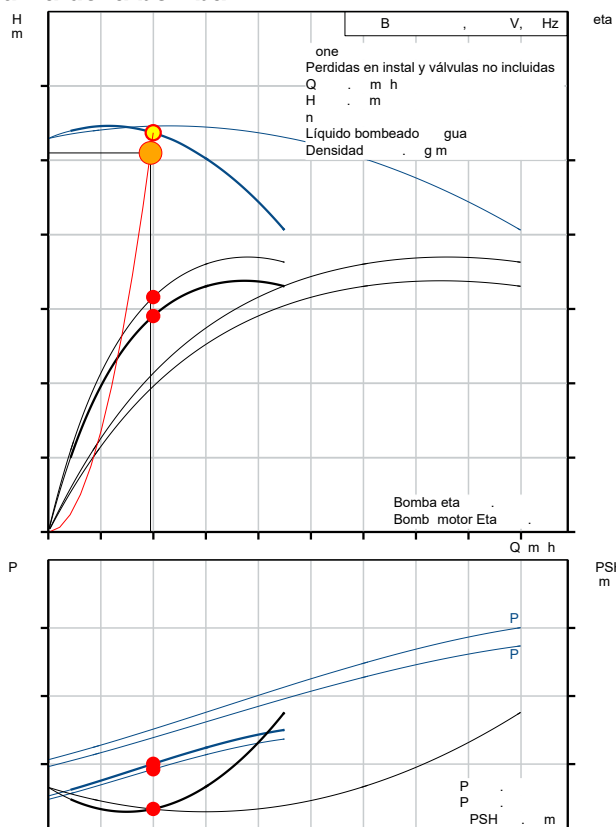 H
m
B , V, Hz
eta
one
Perdidas en instal y válvulas no incluidas
Q . m h
H . m
n
Líquido bombeado gua
Densidad . g m
Bomba eta .
Bomb motor Eta .
Q m h
P
PSH
m
P
P
P .
P .
PSH . m